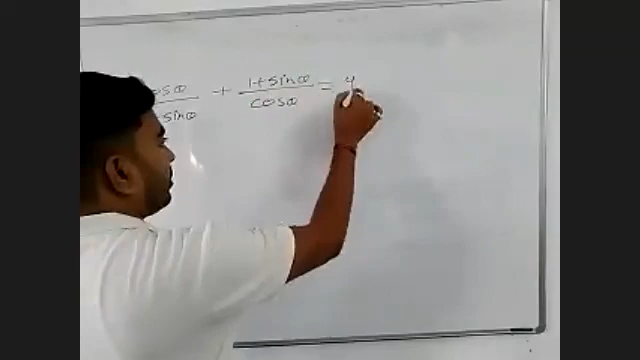 osθ/sinθ + 1+sinθ/cosθ = 4